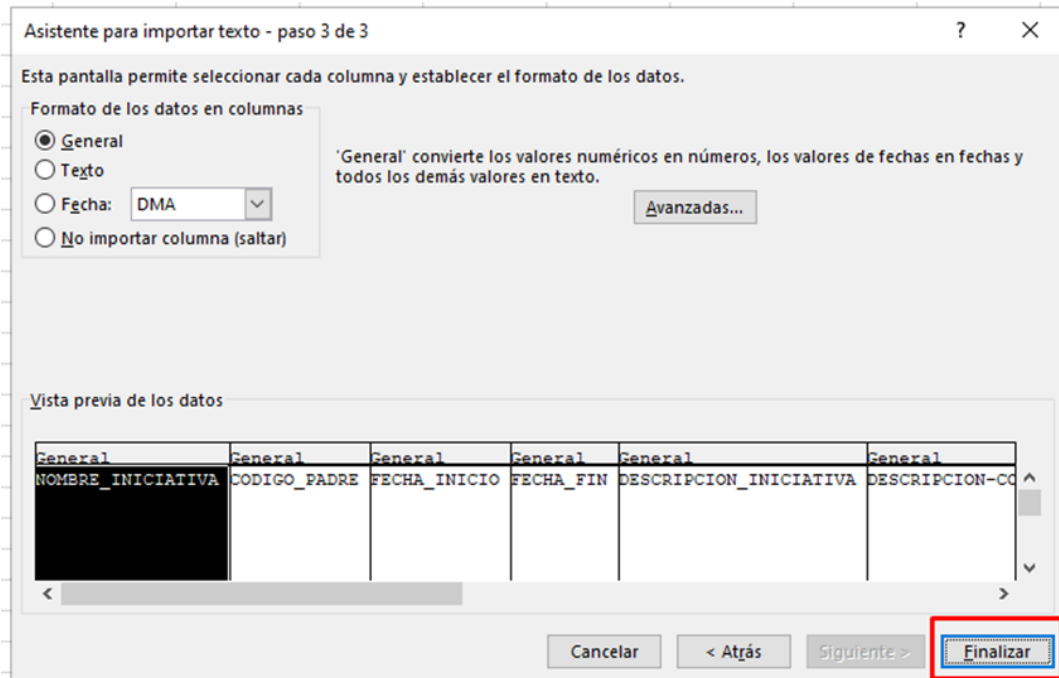 Asistente para importar texto - paso 3 de 3
?
Esta pantalla permite seleccionar cada columna y establecer el formato de los datos.
Formato de los datos en columnas
General
Texto
Fecha: DMA
No importar columna (saltar)
'General' convierte los valores numéricos en números, los valores de fechas en fechas y
todos los demás valores en texto.
Avanzadas...
Vista previa de los datos
General General General General General General
NOMBRE_INICIATIVA CODIGO_PADRE FECHA_INICIO FECHA_FIN DESCRIPCION_INICIATIVA DESCRIPCION-CO
Cancelar < Atrás Siguiente > Finalizar